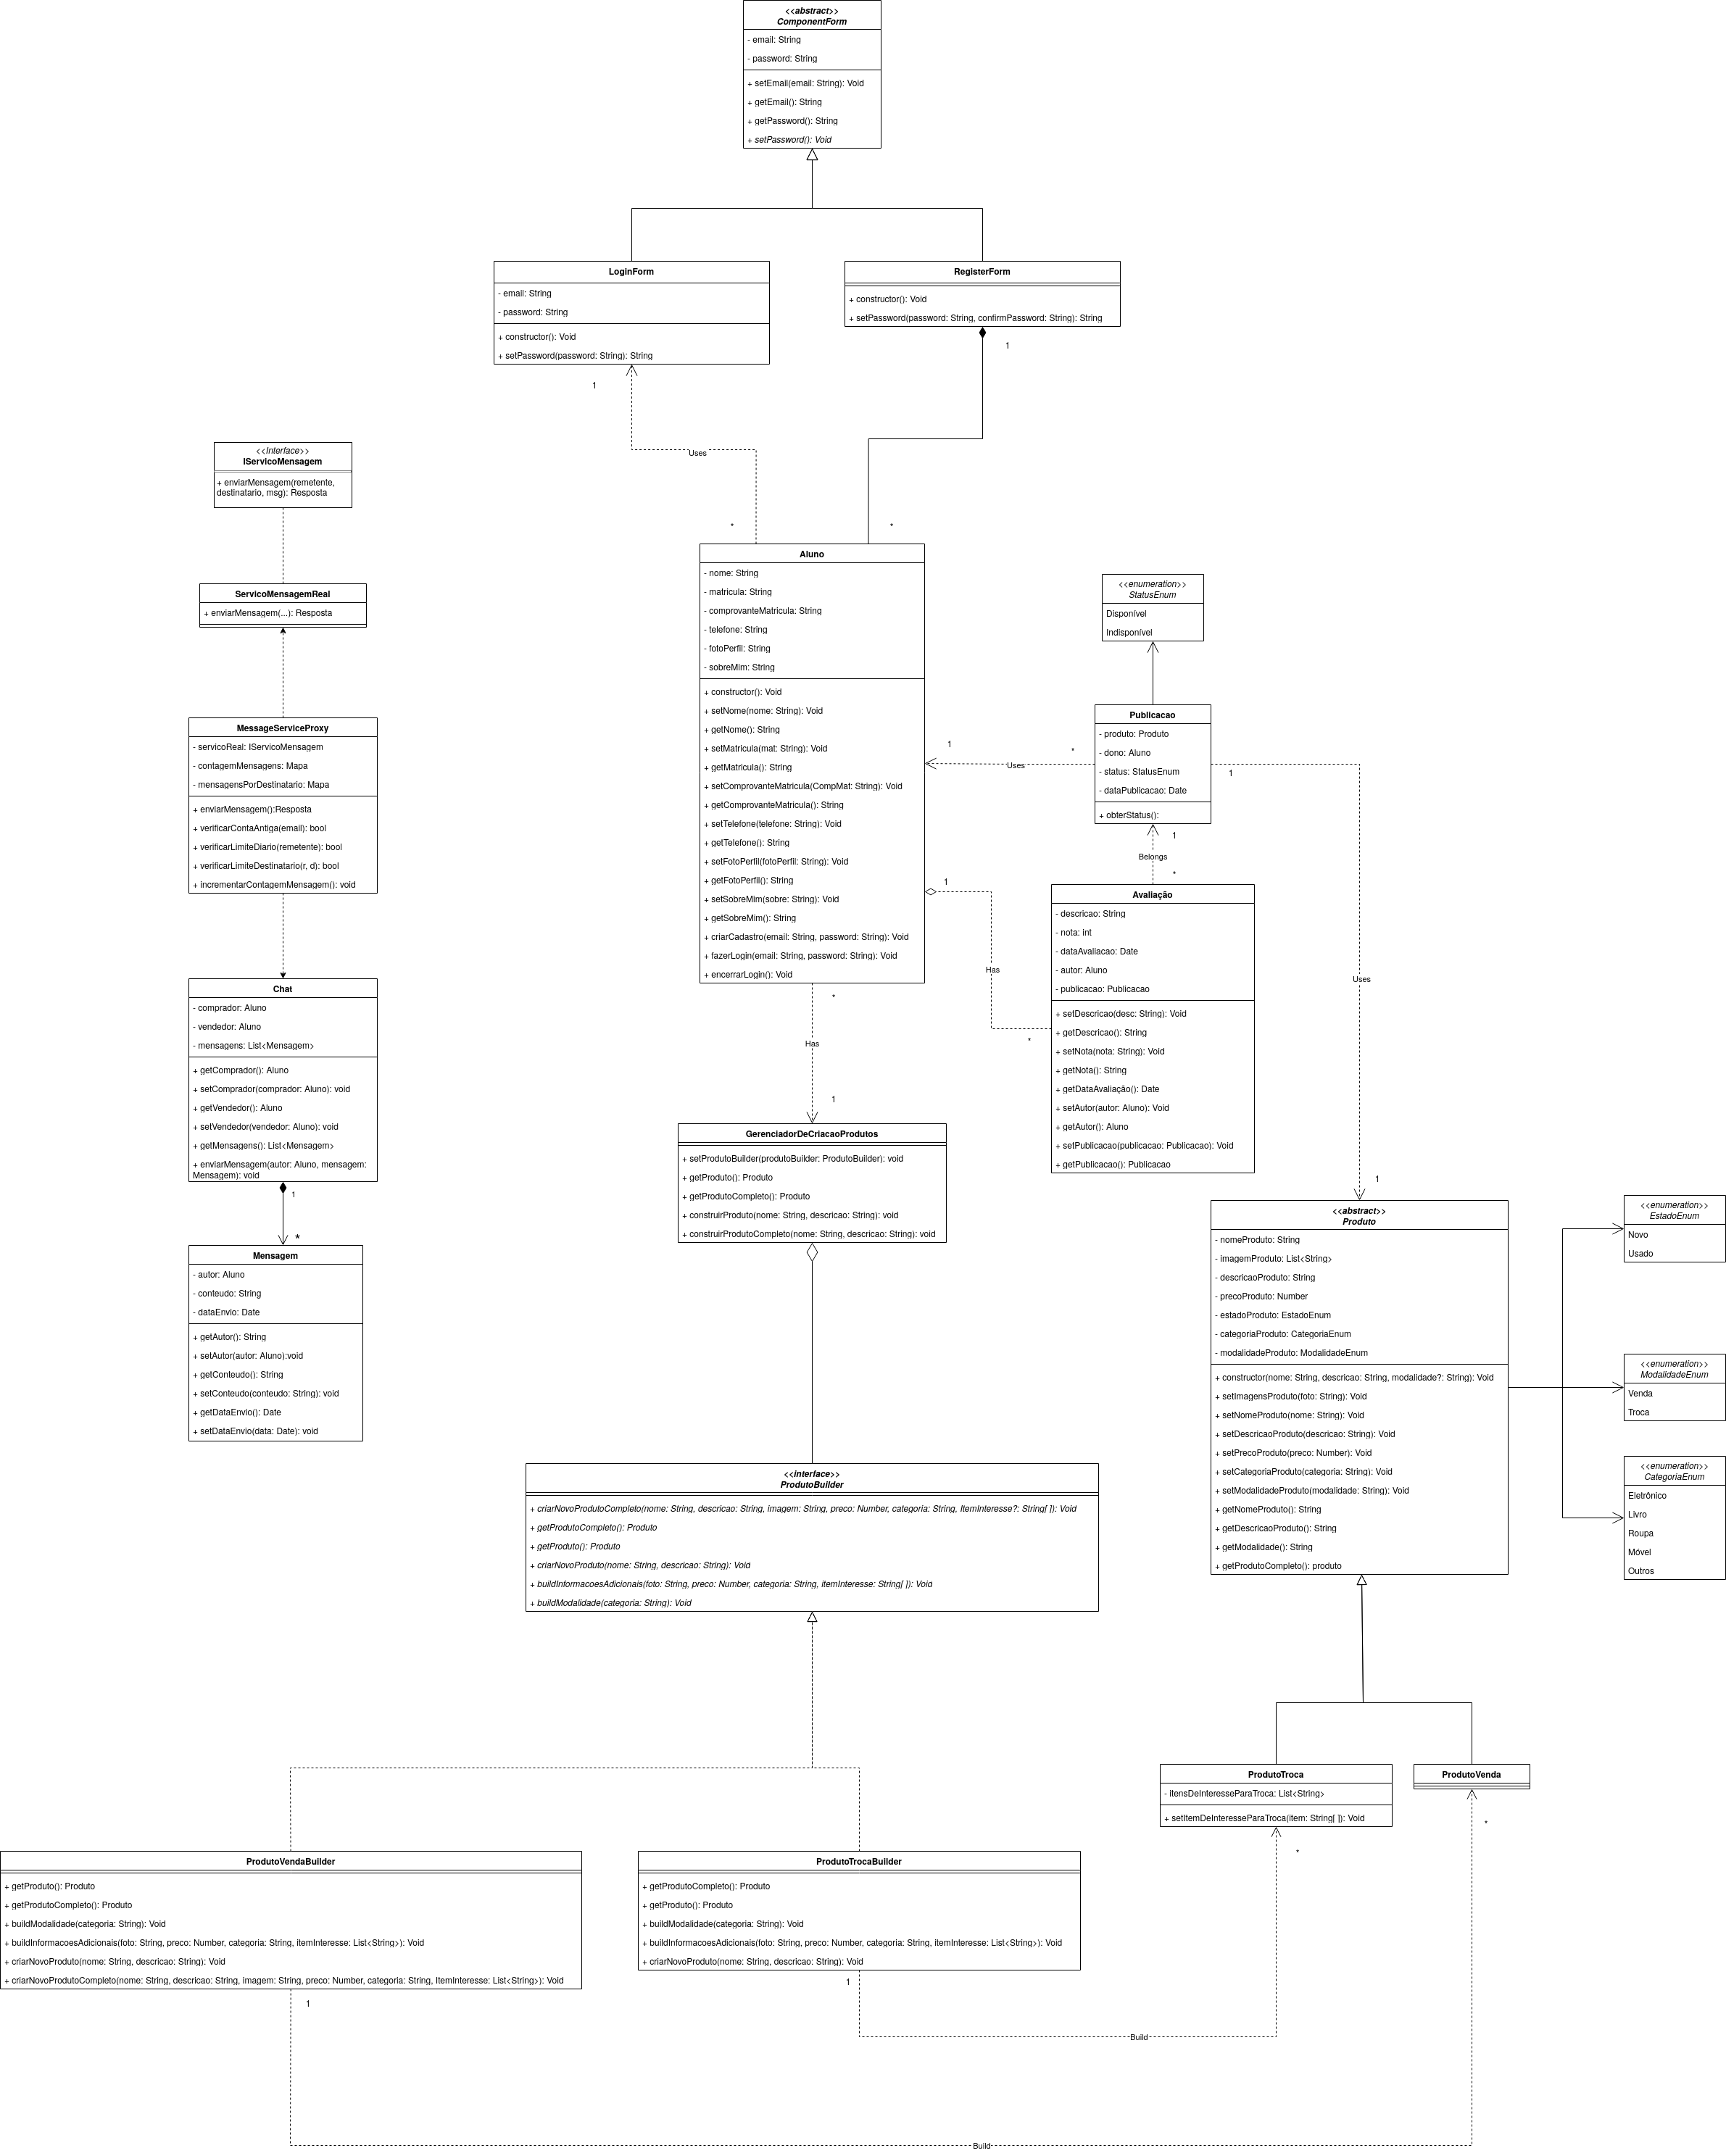 <<abstract>>
ComponentForm
- email: String
- password: String
+ setEmail(email: String): Void
+ getEmail(): String
+ getPassword(): String
+ setPassword(): Void
LoginForm
- email: String
- password: String
+ constructor(): Void
+ setPassword(password: String): String
RegisterForm
+ constructor(): Void
+ setPassword(password: String, confirmPassword: String): String
1
1
Uses
*
*
<<Interface>>
IServicoMensagem
+ enviarMensagem(remetente,
destinatario, msg): Resposta
ServicoMensagemReal
+ enviarMensagem(...): Resposta
MessageServiceProxy
- servicoReal: IServicoMensagem
- contagemMensagens: Mapa
- mensagensPorDestinatario: Mapa
+ enviarMensagem():Resposta
+ verificarContaAntiga(email): bool
+ verificarLimiteDiario(remetente): bool
+ verificarLimiteDestinatario(r, d): bool
+ incrementarContagemMensagem(): void
Chat
- comprador: Aluno
- vendedor: Aluno
- mensagens: List<Mensagem>
+ getComprador(): Aluno
+ setComprador(comprador: Aluno): void
+ getVendedor(): Aluno
+ setVendedor(vendedor: Aluno): void
+ getMensagens(): List<Mensagem>
+ enviarMensagem(autor: Aluno, mensagem:
Mensagem): void
1
*
Mensagem
- autor: Aluno
- conteudo: String
- dataEnvio: Date
+ getAutor(): String
+ setAutor(autor: Aluno):void
+ getConteudo(): String
+ setConteudo(conteudo: String): void
+ getDataEnvio(): Date
+ setDataEnvio(data: Date): void
Aluno
- nome: String
- matricula: String
- comprovanteMatricula: String
- telefone: String
- fotoPerfil: String
- sobreMim: String
+ constructor(): Void
+ setNome(nome: String): Void
+ getNome(): String
+ setMatricula(mat: String): Void
+ getMatricula(): String
+ setComprovanteMatricula(CompMat: String): Void
+ getComprovanteMatricula(): String
+ setTelefone(telefone: String): Void
+ getTelefone(): String
+ setFotoPerfil(fotoPerfil: String): Void
+ getFotoPerfil(): String
+ setSobreMim(sobre: String): Void
+ getSobreMim(): String
+ criarCadastro(email: String, password: String): Void
+ fazerLogin(email: String, password: String): Void
+ encerrarLogin(): Void
<<enumeration>>
StatusEnum
Disponível
Indisponível
Publicacao
- produto: Produto
- dono: Aluno
- status: StatusEnum
- dataPublicacao: Date
+ obterStatus():
1
*
Uses
1
1
Belongs
*
Avaliação
- descricao: String
- nota: int
- dataAvaliacao: Date
- autor: Aluno
- publicacao: Publicacao
+ setDescricao(desc: String): Void
+ getDescricao(): String
+ setNota(nota: String): Void
+ getNota(): String
+ getDataAvaliação(): Date
+ setAutor(autor: Aluno): Void
+ getAutor(): Aluno
+ setPublicacao(publicacao: Publicacao): Void
+ getPublicacao(): Publicacao
1
Has
*
Uses
1
*
Has
1
GerenciadorDeCriacaoProdutos
+ setProdutoBuilder(produtoBuilder: ProdutoBuilder): void
+ getProduto(): Produto
+ getProdutoCompleto(): Produto
+ construirProduto(nome: String, descricao: String): void
+ construirProdutoCompleto(nome: String, descricao: String): void
<<abstract>>
Produto
- nomeProduto: String
- imagemProduto: List<String>
- descricaoProduto: String
- precoProduto: Number
- estadoProduto: EstadoEnum
- categoriaProduto: CategoriaEnum
- modalidadeProduto: ModalidadeEnum
+ constructor(nome: String, descricao: String, modalidade?: String): Void
+ setImagensProduto(foto: String): Void
+ setNomeProduto(nome: String): Void
+ setDescricaoProduto(descricao: String): Void
+ setPrecoProduto(preco: Number): Void
+ setCategoriaProduto(categoria: String): Void
+ setModalidadeProduto(modalidade: String): Void
+ getNomeProduto(): String
+ getDescricaoProduto(): String
+ getModalidade(): String
+ getProdutoCompleto(): produto
<<enumeration>>
EstadoEnum
Novo
Usado
<<enumeration>>
ModalidadeEnum
Venda
Troca
<<enumeration>>
CategoriaEnum
Eletrônico
Livro
Roupa
Móvel
Outros
<<interface>>
ProdutoBuilder
+ criarNovoProdutoCompleto(nome: String, descricao: String, imagem: String, preco: Number, categoria: String, ItemInteresse?: String[ ]): Void
+ getProdutoCompleto(): Produto
+ getProduto(): Produto
+ criarNovoProduto(nome: String, descricao: String): Void
+ buildInformacoesAdicionais(foto: String, preco: Number, categoria: String, itemInteresse: String[ ]): Void
+ buildModalidade(categoria: String): Void
ProdutoTroca
- itensDeInteresseParaTroca: List<String>
+ setItemDeInteresseParaTroca(item: String[ ]): Void
ProdutoVenda
*
*
ProdutoVendaBuilder
+ getProduto(): Produto
+ getProdutoCompleto(): Produto
+ buildModalidade(categoria: String): Void
+ buildInformacoesAdicionais(foto: String, preco: Number, categoria: String, itemInteresse: List<String>): Void
+ criarNovoProduto(nome: String, descricao: String): Void
+ criarNovoProdutoCompleto(nome: String, descricao: String, imagem: String, preco: Number, categoria: String, ItemInteresse: List<String>): Void
ProdutoTrocaBuilder
+ getProdutoCompleto(): Produto
+ getProduto(): Produto
+ buildModalidade(categoria: String): Void
+ buildInformacoesAdicionais(foto: String, preco: Number, categoria: String, itemInteresse: List<String>): Void
+ criarNovoProduto(nome: String, descricao: String): Void
1
1
Build
Build